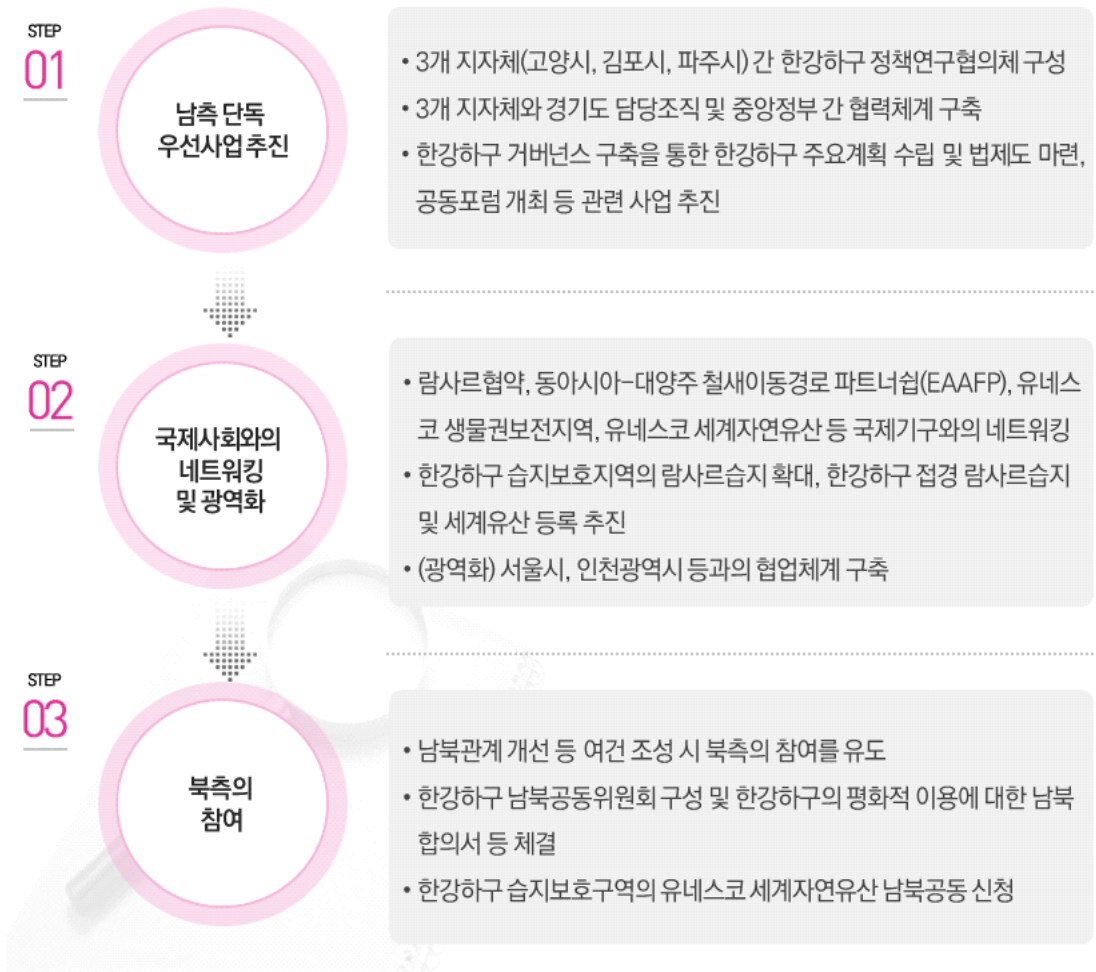 STEP
01
남측 단독
우선사업 추진
• 3개 지자체(고양시, 김포시, 파주시) 간 한강하구 정책연구협의체 구성
• 3개 지자체와 경기도 담당조직 및 중앙정부 간 협력체계 구축
• 한강하구 거버넌스 구축을 통한 한강하구 주요계획 수립 및 법제도 마련,
공동포럼 개최 등 관련 사업 추진
STEP
02
국제사회와의
네트워킹
및 광역화
• 람사르협약, 동아시아-대양주 철새이동경로 파트너쉽(EAAFP), 유네스
코 생물권보전지역, 유네스코 세계자연유산 등 국제기구와의 네트워킹
• 한강하구 습지보호지역의 람사르습지 확대, 한강하구 접경 람사르습지
및 세계유산 등록 추진
• (광역화) 서울시, 인천광역시 등과의 협업체계 구축
STEP
03
북측의
참여
• 남북관계 개선 등 여건 조성 시 북측의 참여를 유도
• 한강하구 남북공동위원회 구성 및 한강하구의 평화적 이용에 대한 남북
합의서 등 체결
• 한강하구 습지보호구역의 유네스코 세계자연유산 남북공동 신청